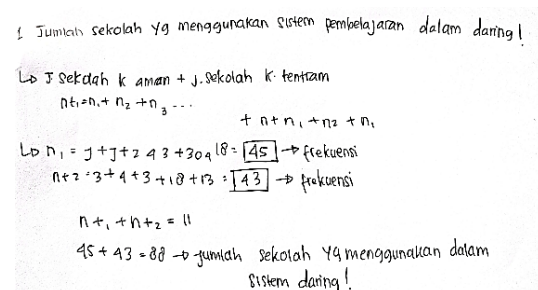 1 Jumlah sekolah yg menggunakan sistem pembelajaran dalam daring!
↳ J sekolah k aman + j. sekolah k. tentram
nt₁=n₁+ n₂ +n₃ ...
+ n+n₁+n₂ +n₁
↳ n₁ = J+J+2 4 3 +30 4 18 = 45 → frekuensi
n+2 = 3+4+3+18+13 = 43 → frekuensi
n+₁ +n+₂ = 11
45 + 43 = 88 → jumlah sekolah yg menggunakan dalam
sistem daring!